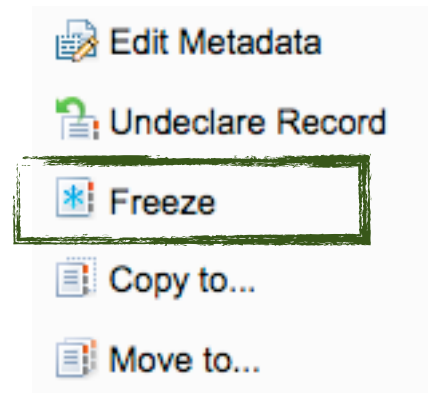 Edit Metadata
Undeclare Record
Freeze
Copy to...
Move to...